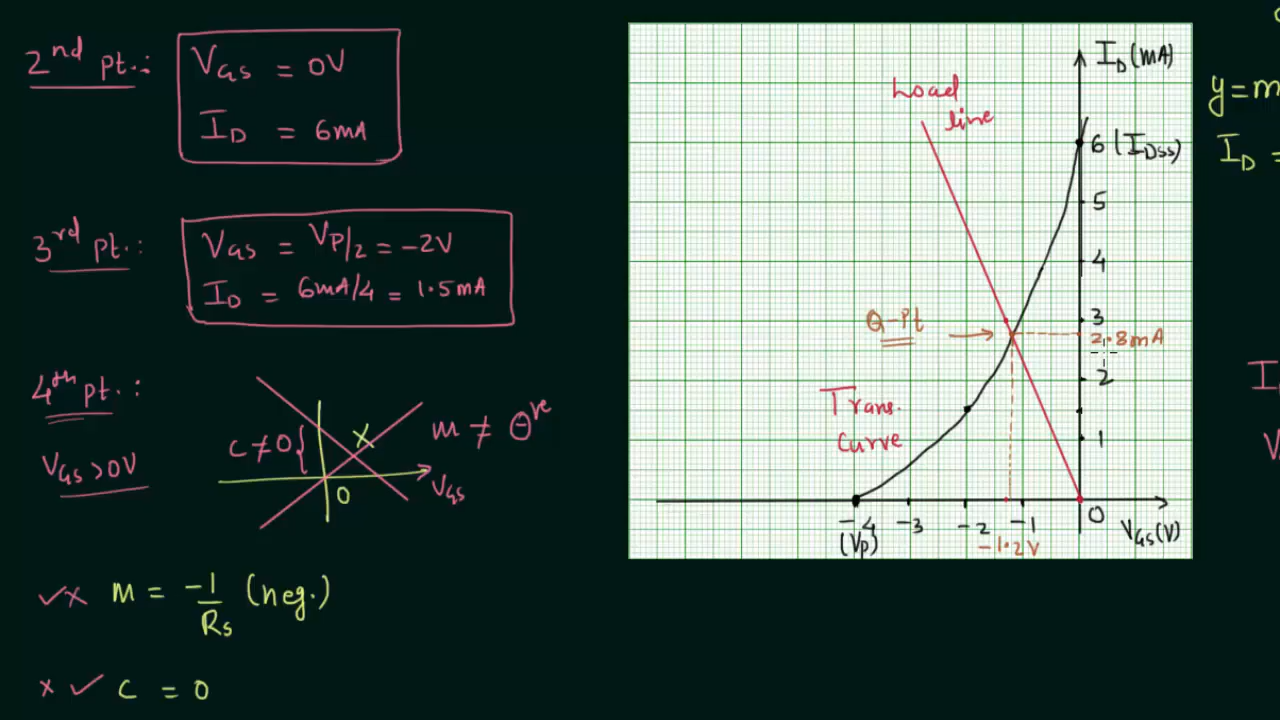 2nd pt.:
VGS = 0V
ID = 6mA
3rd pt.:
VGS = VP/2 = -2V
ID = 6mA/4 = 1.5mA
4th pt.:
VGS > 0V
C ≠ 0 {
X
m ≠ ⊖ve
0
VGS
✓x m = -1/Rs (neg.)
x ✓ C = 0
ID (mA)
Load line
6 (IDSS)
5
4
3
Q-Pt
2.8mA
2
Trans. Curve
1
0
-4 -3 -2 -1
(VP)
-1.2V
VGS(V)
y=m
ID =